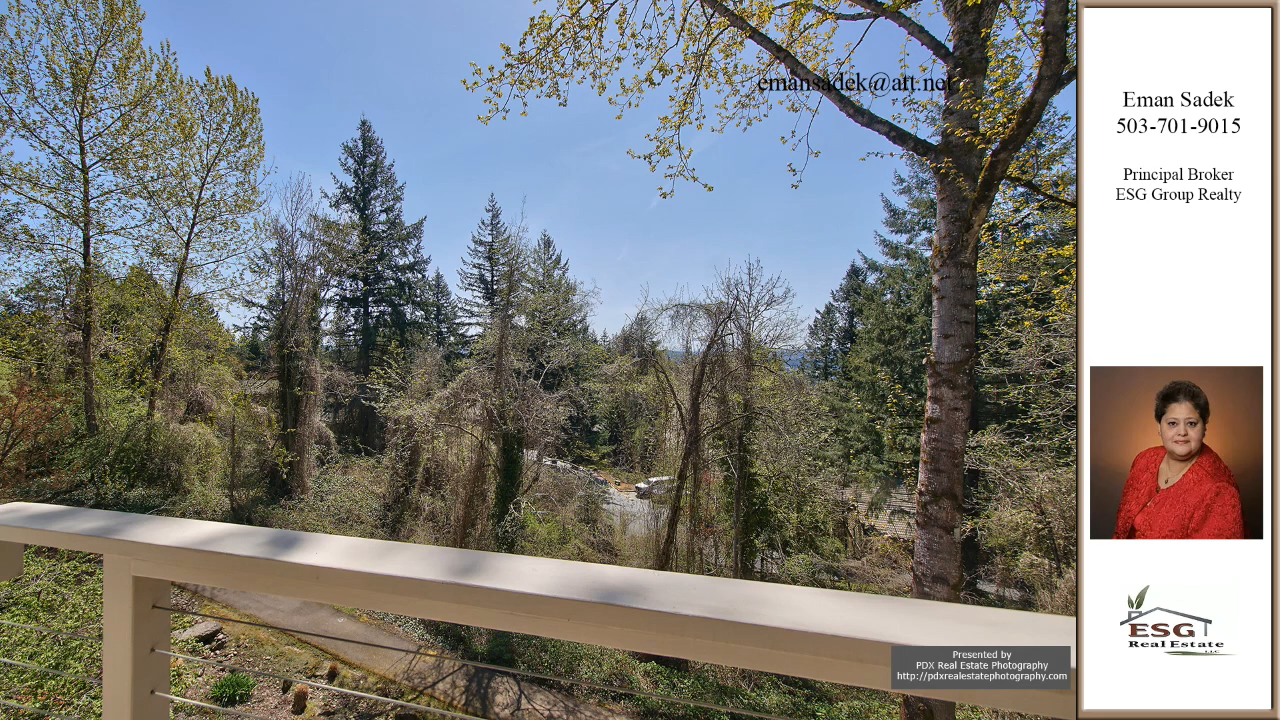 emansadek@att.net
Eman Sadek
503-701-9015
Principal Broker
ESG Group Realty
ESG
Real Estate
LLC
Presented by
PDX Real Estate Photography
http://pdxrealestatephotography.com